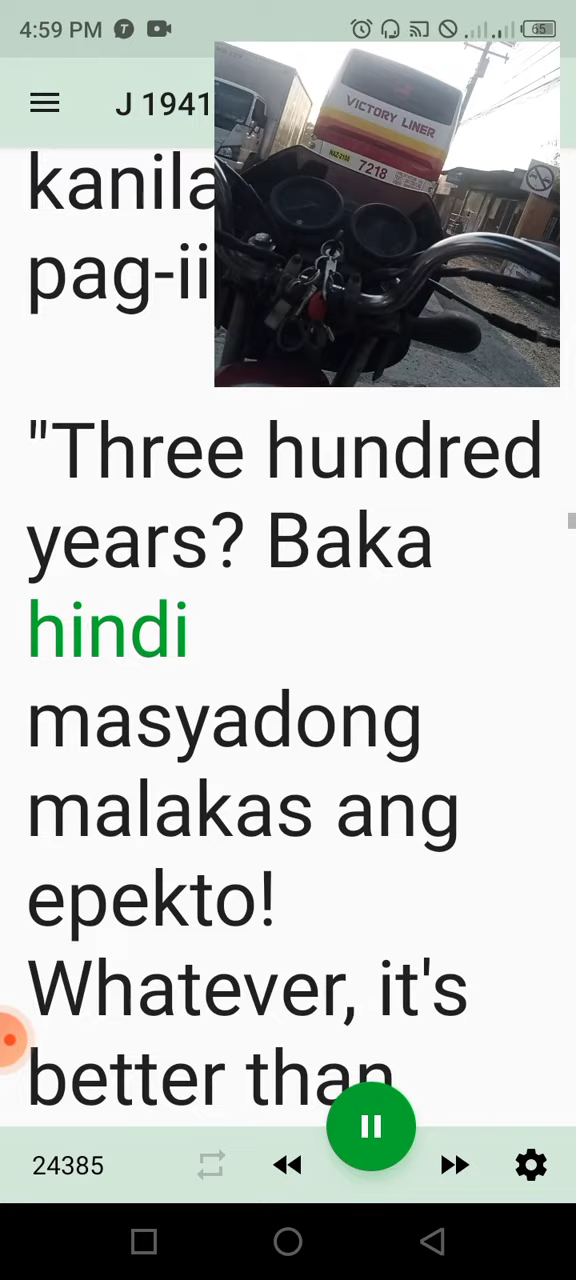 4:59 PM
65
J 1941
VICTORY LINER
7218
kanila
pag-ii
"Three hundred
years? Baka
hindi
masyadong
malakas ang
epekto!
Whatever, it's
better than
24385